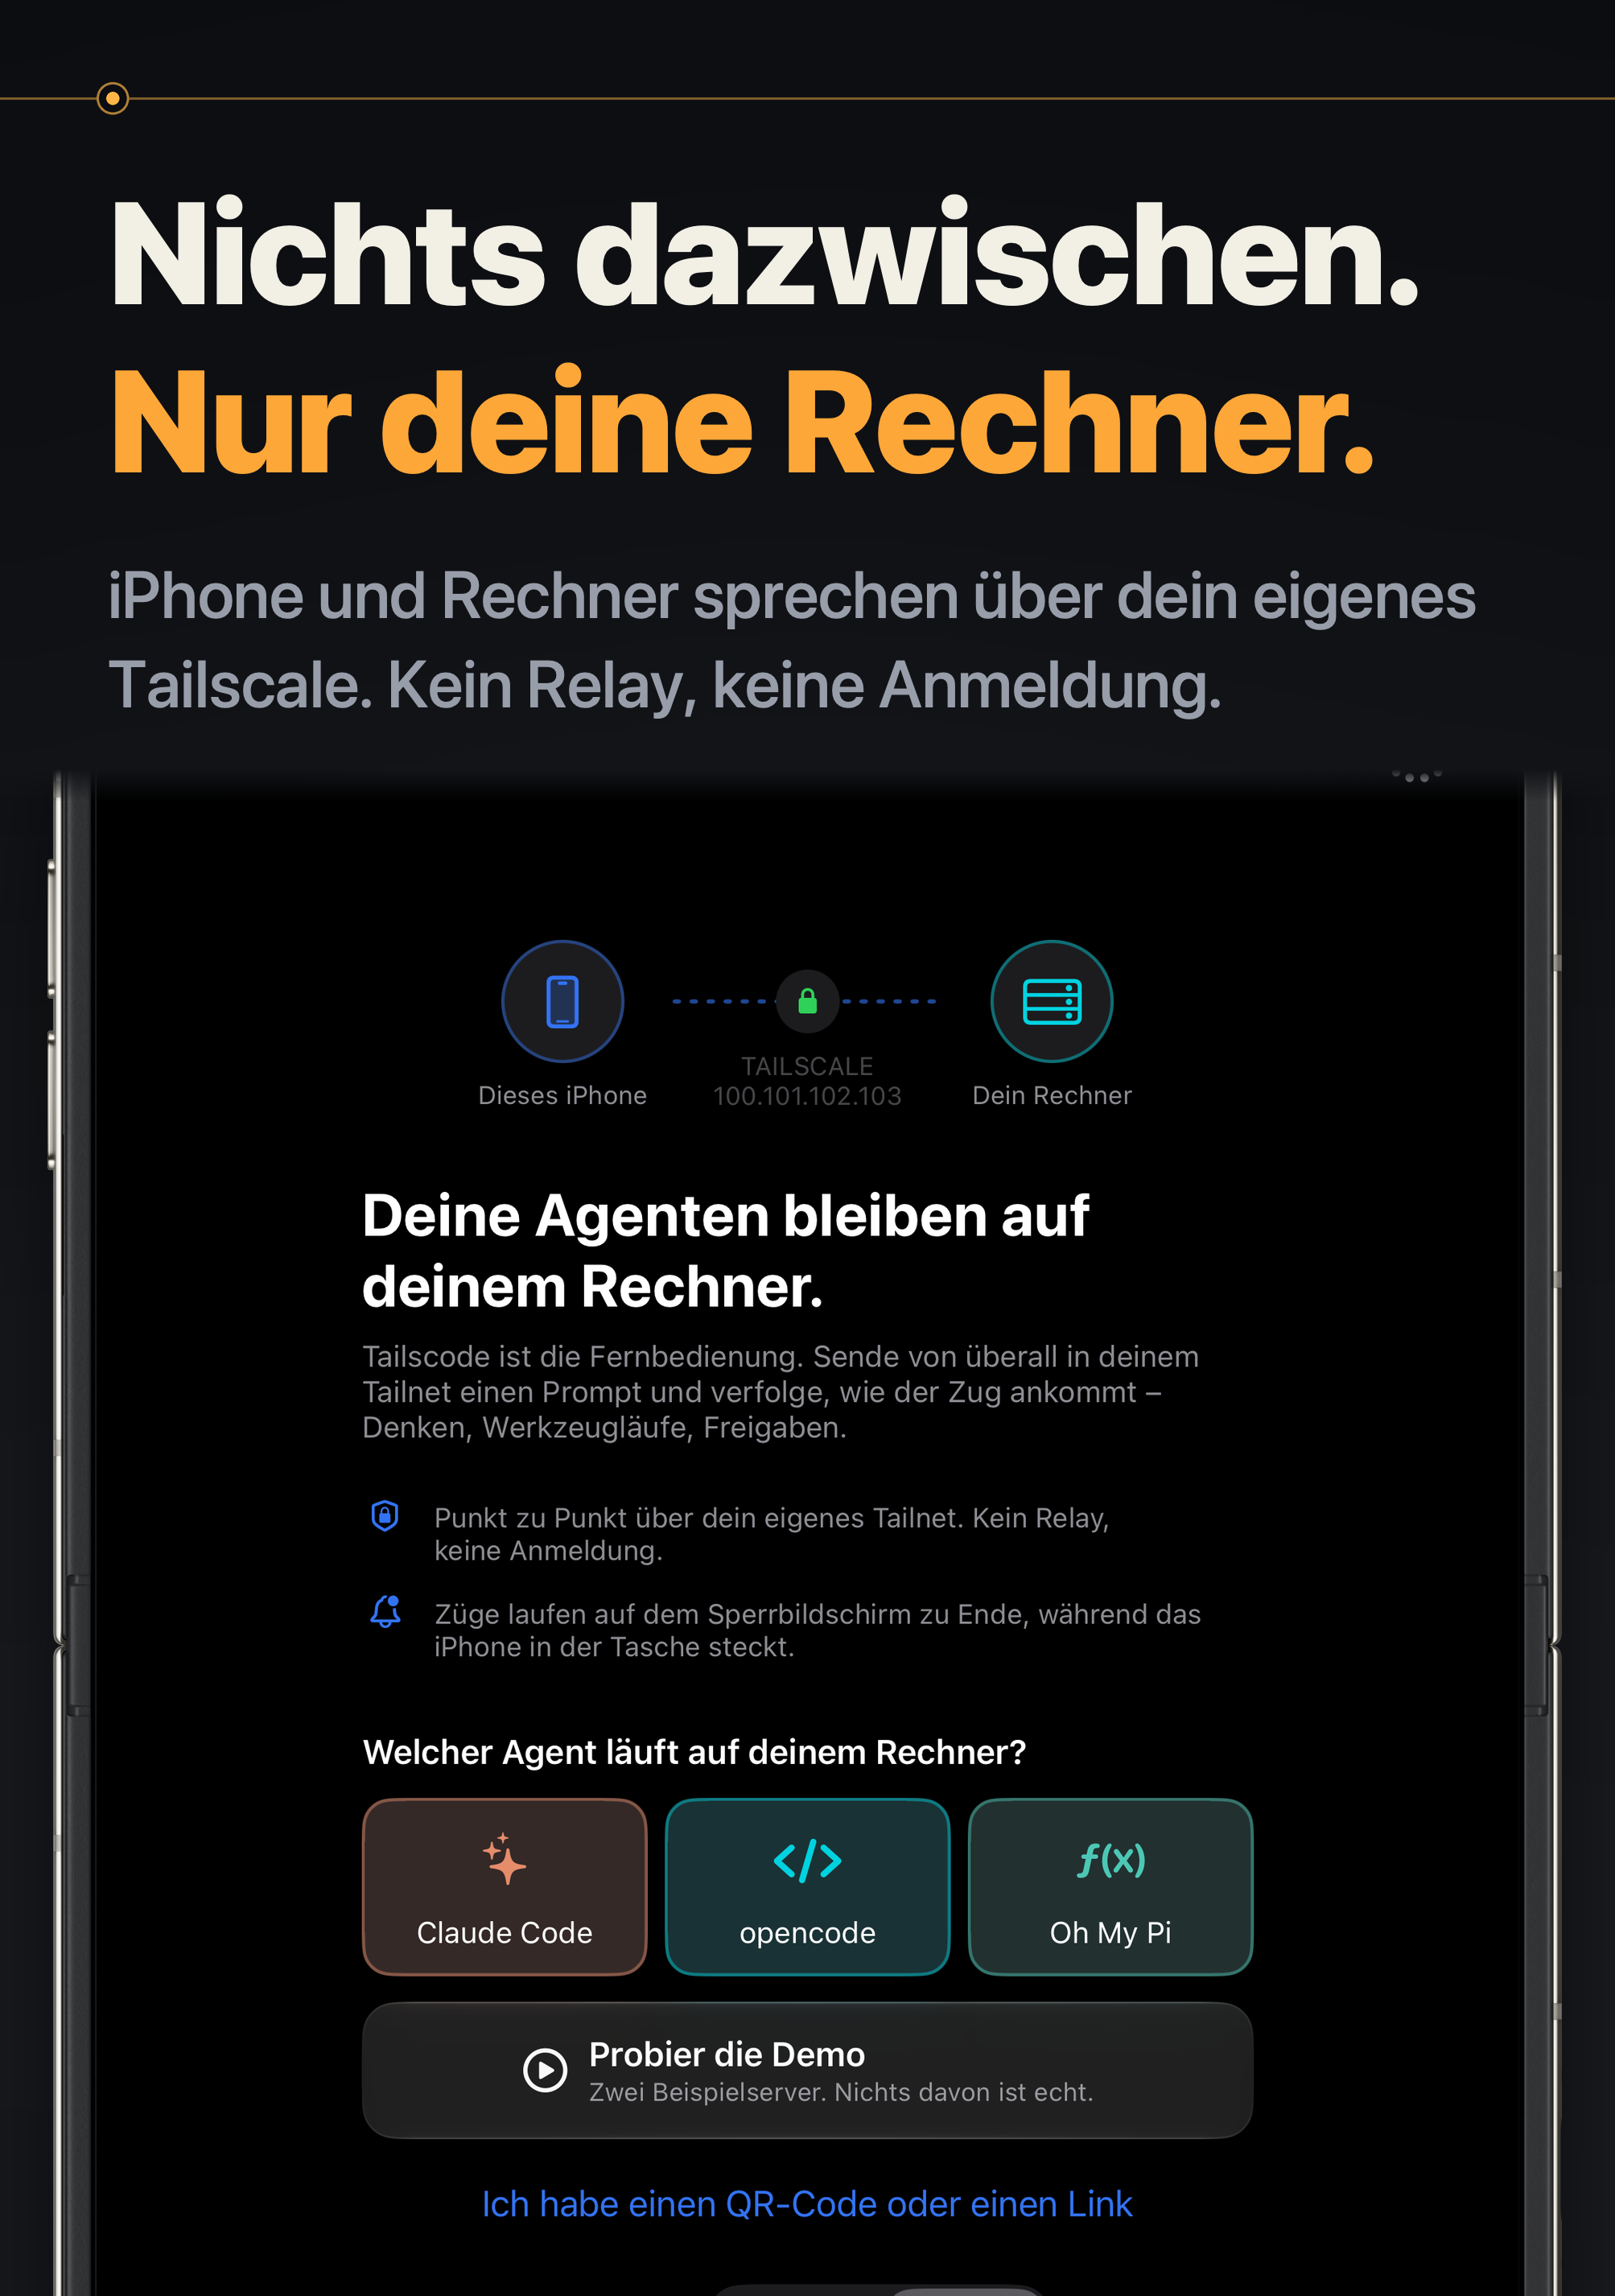 Nichts dazwischen.
Nur deine Rechner.
iPhone und Rechner sprechen über dein eigenes
Tailscale. Kein Relay, keine Anmeldung.
TAILSCALE
Dieses iPhone
100.101.102.103
Dein Rechner
Deine Agenten bleiben auf
deinem Rechner.
Tailscode ist die Fernbedienung. Sende von überall in deinem
Tailnet einen Prompt und verfolge, wie der Zug ankommt –
Denken, Werkzeugläufe, Freigaben.
Punkt zu Punkt über dein eigenes Tailnet. Kein Relay,
keine Anmeldung.
Züge laufen auf dem Sperrbildschirm zu Ende, während das
iPhone in der Tasche steckt.
Welcher Agent läuft auf deinem Rechner?
</>
f(x)
Claude Code
opencode
Oh My Pi
Probier die Demo
Zwei Beispielserver. Nichts davon ist echt.
Ich habe einen QR-Code oder einen Link